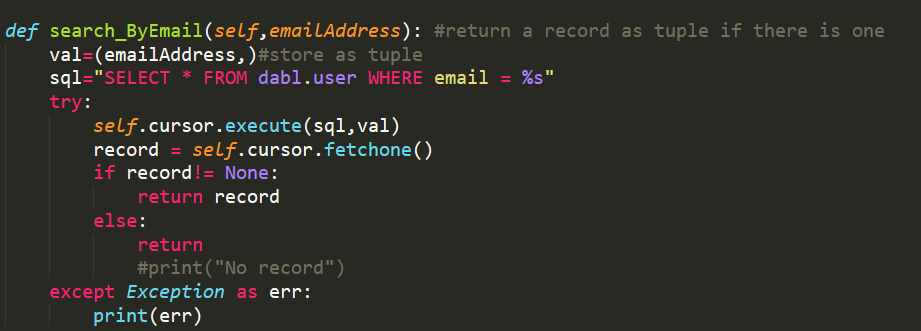 def search_ByEmail(self,emailAddress): #return a record as tuple if there is one
    val=(emailAddress,)#store as tuple
    sql="SELECT * FROM dabl.user WHERE email = %s"
    try:
        self.cursor.execute(sql,val)
        record = self.cursor.fetchone()
        if record!= None:
            return record
        else:
            return
            #print("No record")
    except Exception as err:
        print(err)